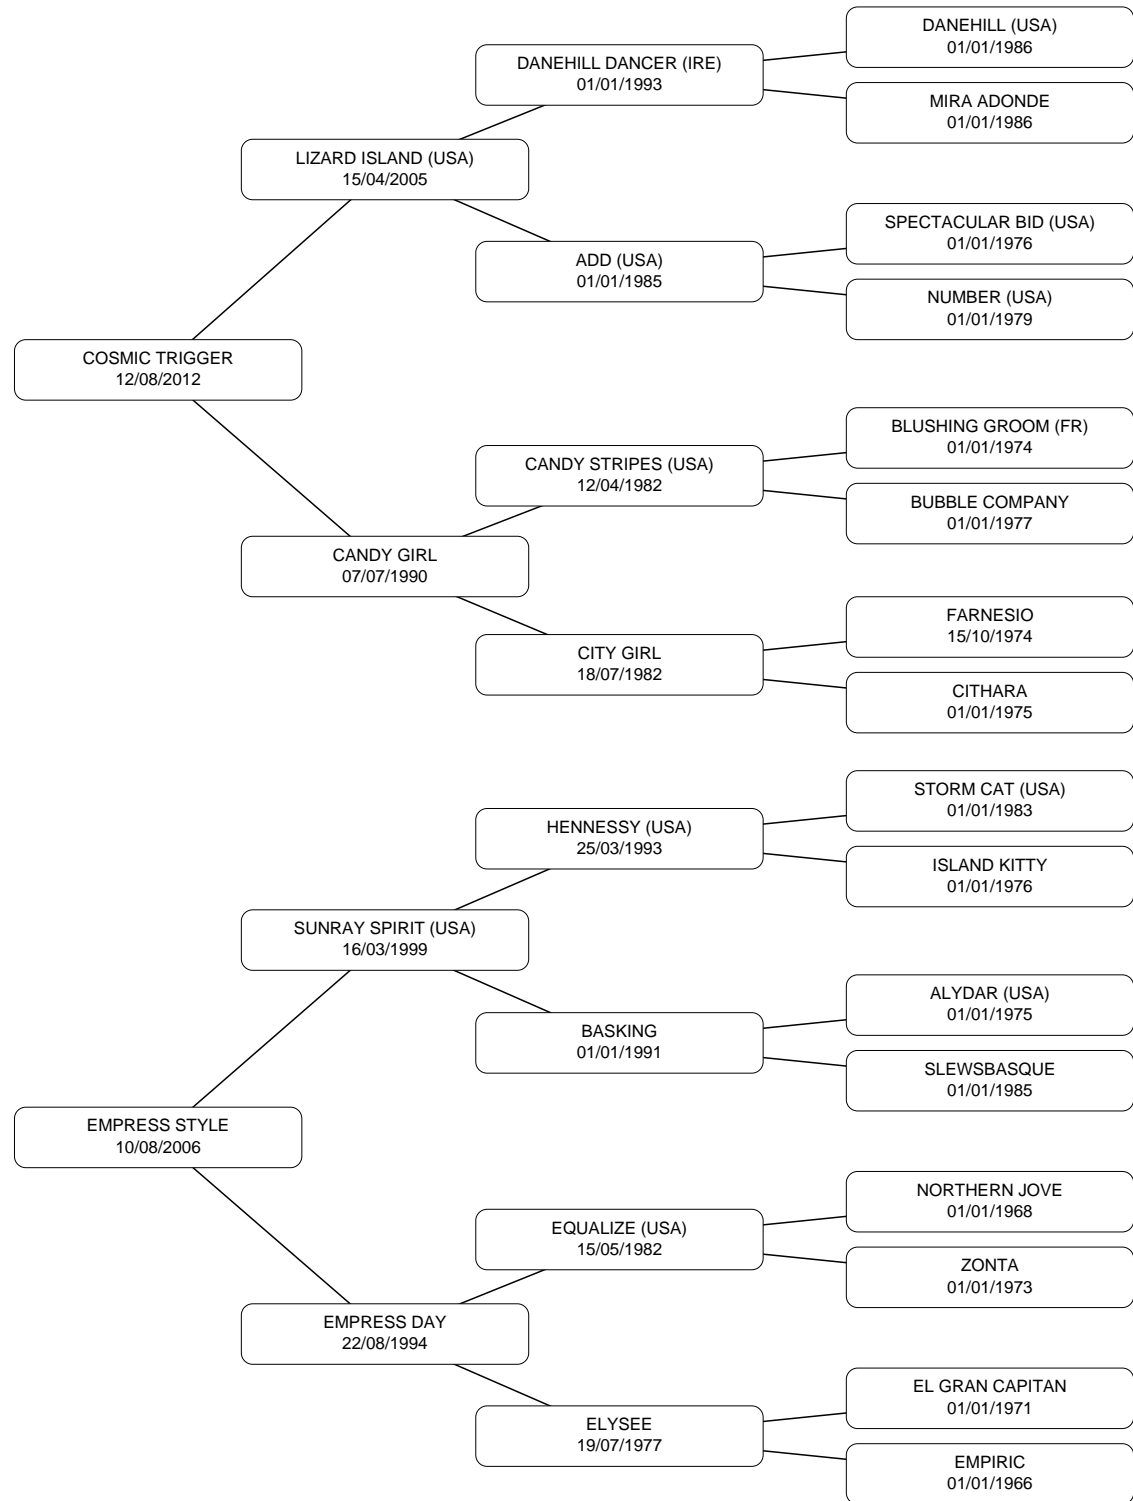 DANEHILL (USA)
01/01/1986
DANEHILL DANCER (IRE)
01/01/1993
MIRA ADONDE
01/01/1986
LIZARD ISLAND (USA)
15/04/2005
SPECTACULAR BID (USA)
01/01/1976
ADD (USA)
01/01/1985
NUMBER (USA)
01/01/1979
COSMIC TRIGGER
12/08/2012
BLUSHING GROOM (FR)
01/01/1974
CANDY STRIPES (USA)
12/04/1982
BUBBLE COMPANY
01/01/1977
CANDY GIRL
07/07/1990
FARNESIO
15/10/1974
CITY GIRL
18/07/1982
CITHARA
01/01/1975
STORM CAT (USA)
01/01/1983
HENNESSY (USA)
25/03/1993
ISLAND KITTY
01/01/1976
SUNRAY SPIRIT (USA)
16/03/1999
ALYDAR (USA)
01/01/1975
BASKING
01/01/1991
SLEWSBASQUE
01/01/1985
EMPRESS STYLE
10/08/2006
NORTHERN JOVE
01/01/1968
EQUALIZE (USA)
15/05/1982
ZONTA
01/01/1973
EMPRESS DAY
22/08/1994
EL GRAN CAPITAN
01/01/1971
ELYSEE
19/07/1977
EMPIRIC
01/01/1966